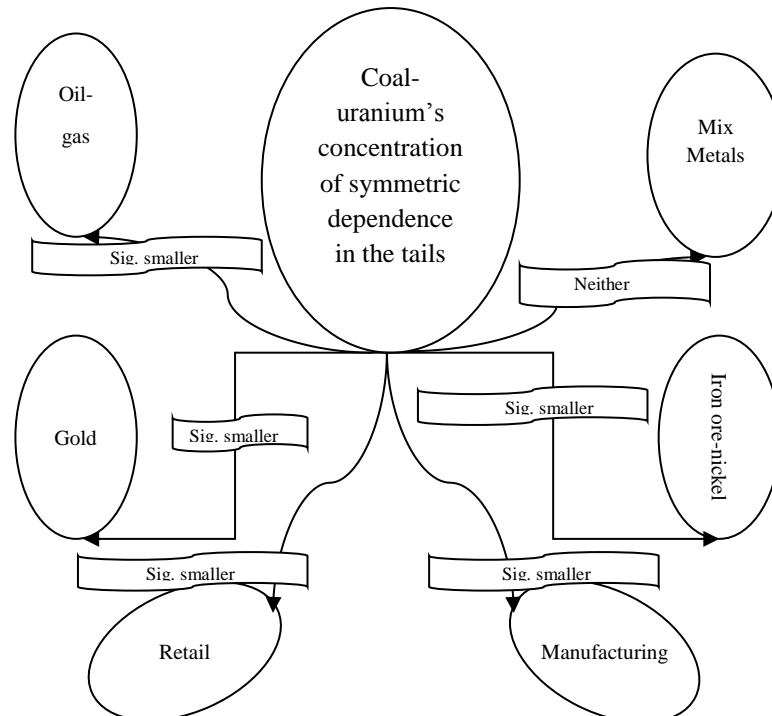 Oil-
gas
Coal-
uranium's
concentration
of symmetric
dependence
in the tails
Mix
Metals
Sig. smaller
Neither
Gold
Sig. smaller
Sig. smaller
Iron ore-nickel
Sig. smaller
Sig. smaller
Retail
Manufacturing